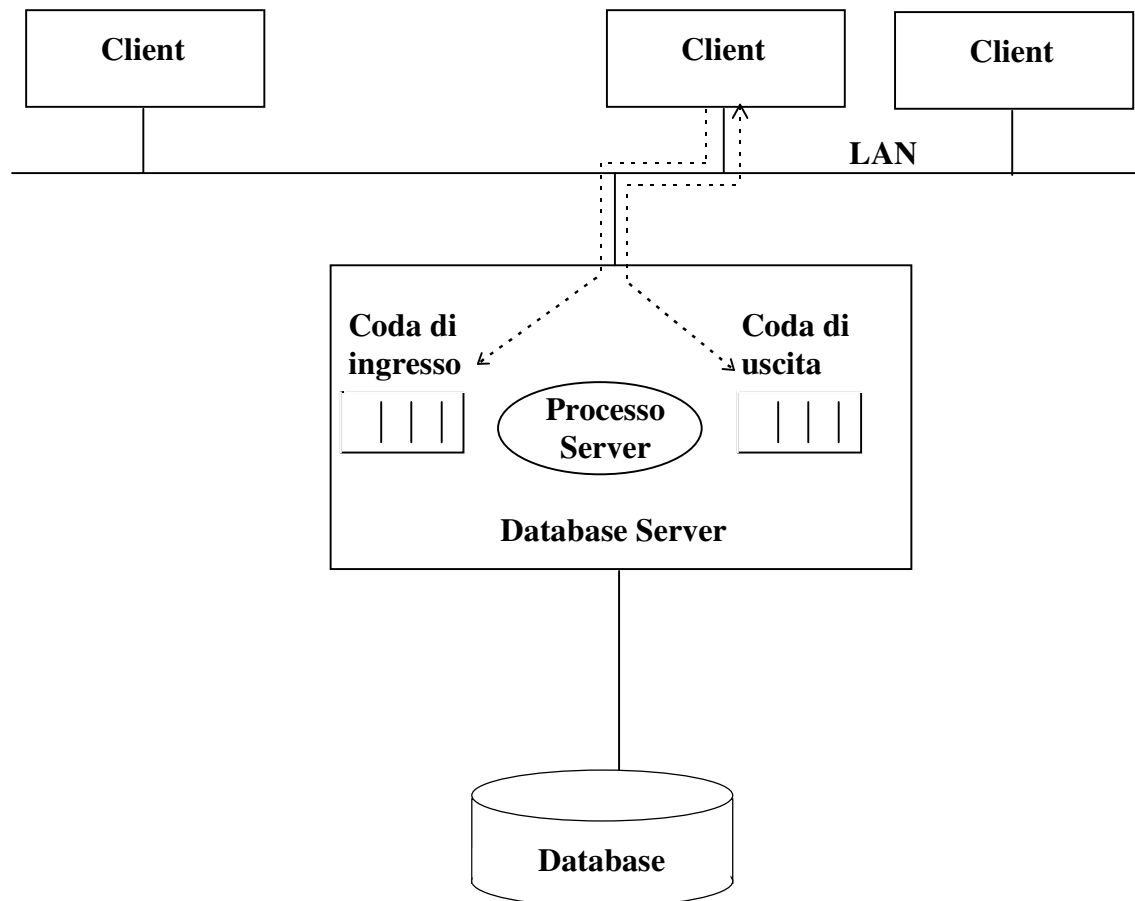 Client
Client
Client
LAN
Coda di
ingresso
Coda di
uscita
Processo
Server
Database Server
Database